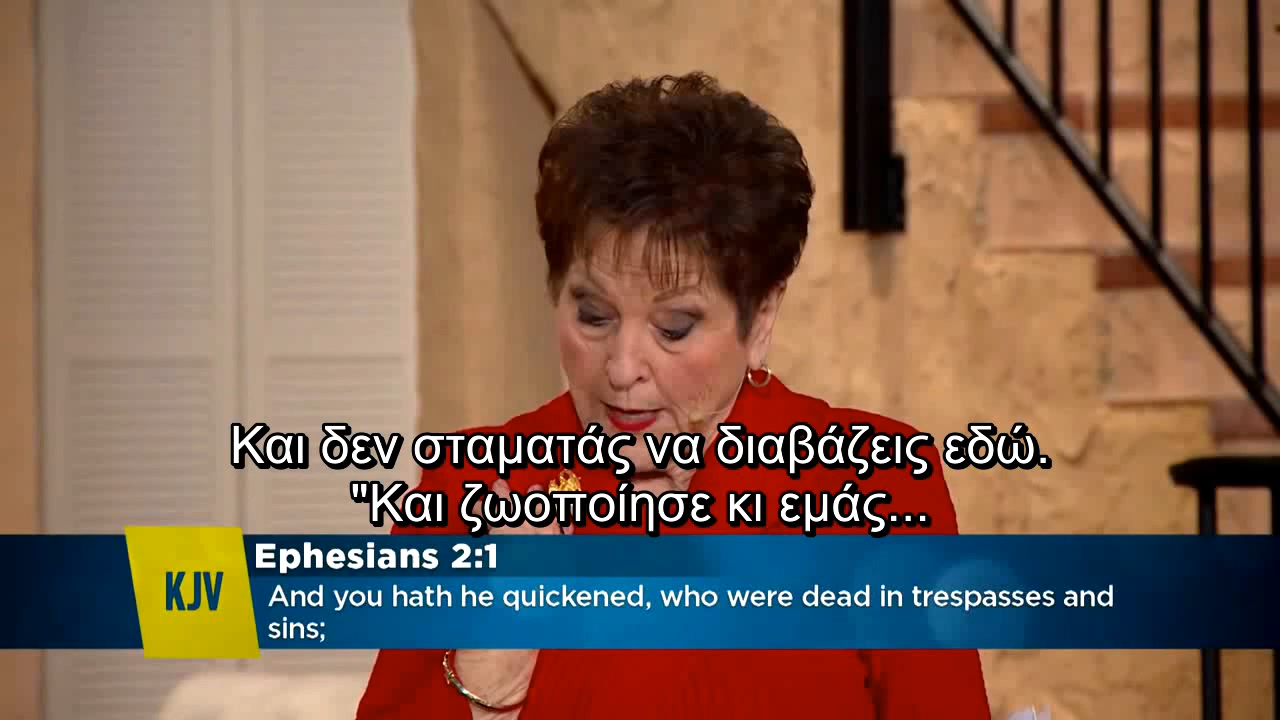 Και δεν σταματάς να διαβάζεις εδώ.
"Και ζωοποίησε κι εμάς...
KJV
Ephesians 2:1
And you hath he quickened, who were dead in trespasses and
sins;